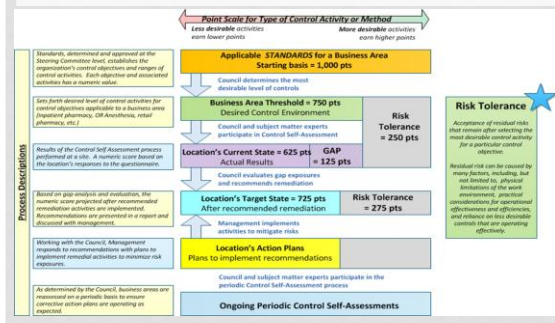 Point Scale for Type of Control Activity or Method
Less desirable activities
earn lower points
More desirable activities
earn higher points
Process Descriptions
Standards, determined and approved at the
Steering Committee level, establishes the
organization's control objectives and ranges of
control activities. Each objective and associated
activities has a numeric value.
Applicable STANDARDS for a Business Area
Starting basis = 1,000 pts
Council determines the most
desirable level of controls
Sets forth desired level of control activities for
control objectives applicable to a business area
(inpatient pharmacy, OR Anesthesia, retail
pharmacy, etc.)
Business Area Threshold = 750 pts
Desired Control Environment
Council and subject matter experts
participate in Control Self-Assessment
Risk
Tolerance
= 250 pts
Results of the Control Self Assessment process
performed at a site. A numeric score based on
the location's responses to the questionnaire.
Location's Current State = 625 pts
Actual Results
GAP
= 125 pts
Council evaluates gap exposures
and recommends remediation
Based on gap analysis and evaluation, the
numeric score projected after recommended
remediation activities are implemented.
Recommendations are presented in a report and
discussed with management.
Location's Target State = 725 pts
After recommended remediation
Risk Tolerance
= 275 pts
Management implements
activities to mitigate risks
Working with the Council, Management
responds to recommendations with plans to
implement remedial activities to minimize risk
exposures.
Location's Action Plans
Plans to implement recommendations
Council and subject matter experts participate in the
periodic Control Self-Assessment process
As determined by the Council, business areas are
reassessed on a periodic basis to ensure
corrective action plans are operating as
expected.
Ongoing Periodic Control Self-Assessments
Risk Tolerance
Acceptance of residual risks
that remain after selecting the
most desirable control activity
for a particular control
objective.
Residual risk can be caused by
many factors, including, but
not limited to, physical
limitations of the work
environment, practical
considerations for operational
effectiveness and efficiencies,
and reliance on less desirable
controls that are operating
effectively.